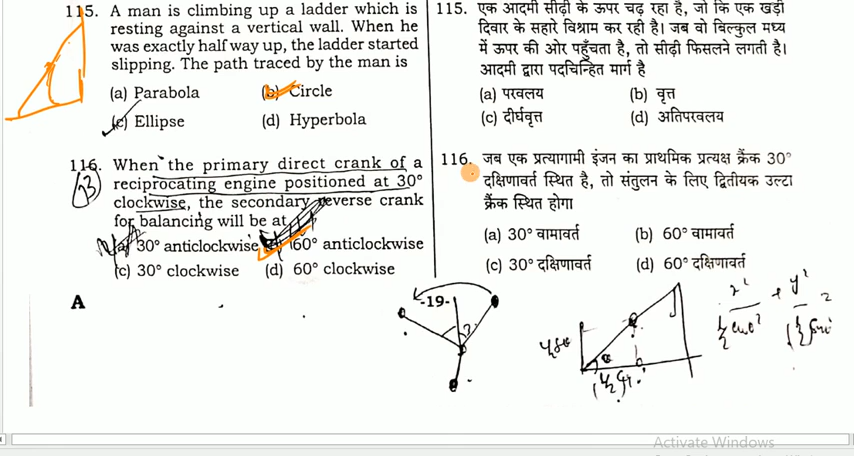 115. A man is climbing up a ladder which is
resting against a vertical wall. When he
was exactly half way up, the ladder started
slipping. The path traced by the man is
(a) Parabola (b) Circle
(c) Ellipse (d) Hyperbola
116. When the primary direct crank of a
reciprocating engine positioned at 30°
clockwise, the secondary reverse crank
for balancing will be at
(a) 30° anticlockwise (b) 60° anticlockwise
(c) 30° clockwise (d) 60° clockwise
A
115. एक आदमी सीढ़ी के ऊपर चढ़ रहा है, जो कि एक खड़ी
दिवार के सहारे विश्राम कर रही है। जब वो बिल्कुल मध्य
में ऊपर की ओर पहुँचता है, तो सीढ़ी फिसलने लगती है।
आदमी द्वारा पदचिन्हित मार्ग है
(a) परवलय (b) वृत्त
(c) दीर्घवृत्त (d) अतिपरवलय
116. जब एक प्रत्यागामी इंजन का प्राथमिक प्रत्यक्ष क्रैंक 30°
दक्षिणावर्त स्थित है, तो संतुलन के लिए द्वितीयक उल्टा
क्रैंक स्थित होगा
(a) 30° वामावर्त (b) 60° वामावर्त
(c) 30° दक्षिणावर्त (d) 60° दक्षिणावर्त
-19-
Activate Windows